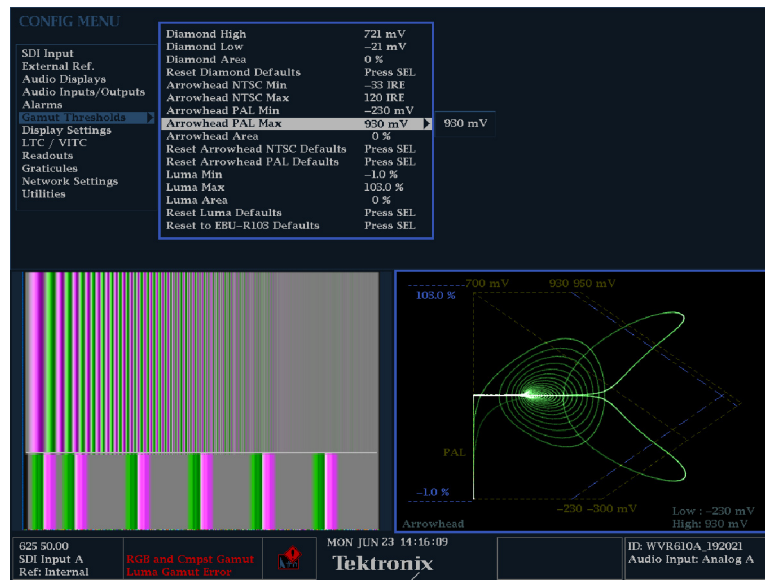 CONFIG MENU
SDI Input
External Ref.
Audio Displays
Audio Inputs/Outputs
Alarms
Gamut Thresholds
Display Settings
LTC / VITC
Readouts
Graticules
Network Settings
Utilities
Diamond High 721 mV
Diamond Low −21 mV
Diamond Area 0 %
Reset Diamond Defaults Press SEL
Arrowhead NTSC Min −33 IRE
Arrowhead NTSC Max 120 IRE
Arrowhead PAL Min −230 mV
Arrowhead PAL Max 930 mV
Arrowhead Area 0 %
Reset Arrowhead NTSC Defaults Press SEL
Reset Arrowhead PAL Defaults Press SEL
Luma Min −1.0 %
Luma Max 103.0 %
Luma Area 0 %
Reset Luma Defaults Press SEL
Reset to EBU−R103 Defaults Press SEL
930 mV
700 mV 930 950 mV
103.0 %
PAL
−1.0 %
−230 −300 mV
Low : −230 mV
Arrowhead High: 930 mV
625 50.00
SDI Input A
Ref: Internal
RGB and Cmpst Gamut
Luma Gamut Error
MON JUN 23 14:16:09
Tektronix
ID: WVR610A_192021
Audio Input: Analog A